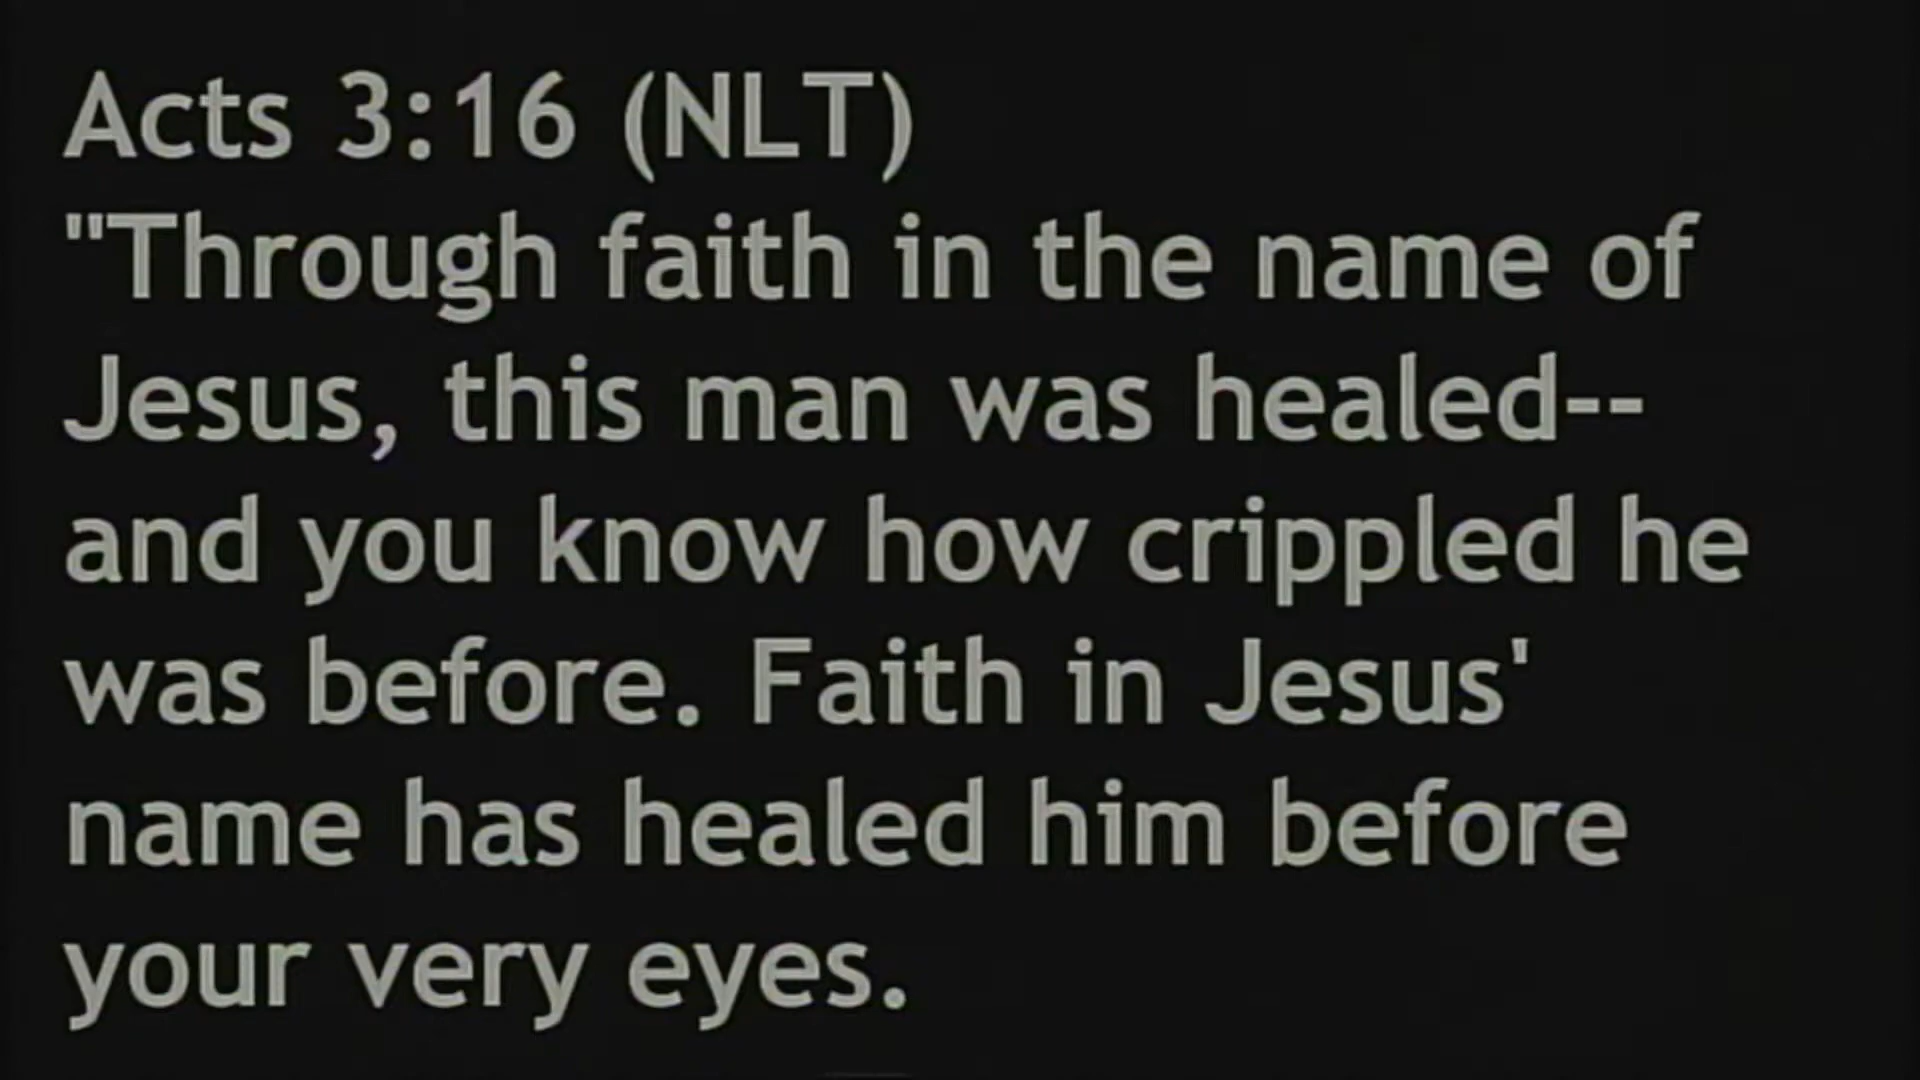 Acts 3:16 (NLT)
"Through faith in the name of
Jesus, this man was healed--
and you know how crippled he
was before. Faith in Jesus'
name has healed him before
your very eyes.